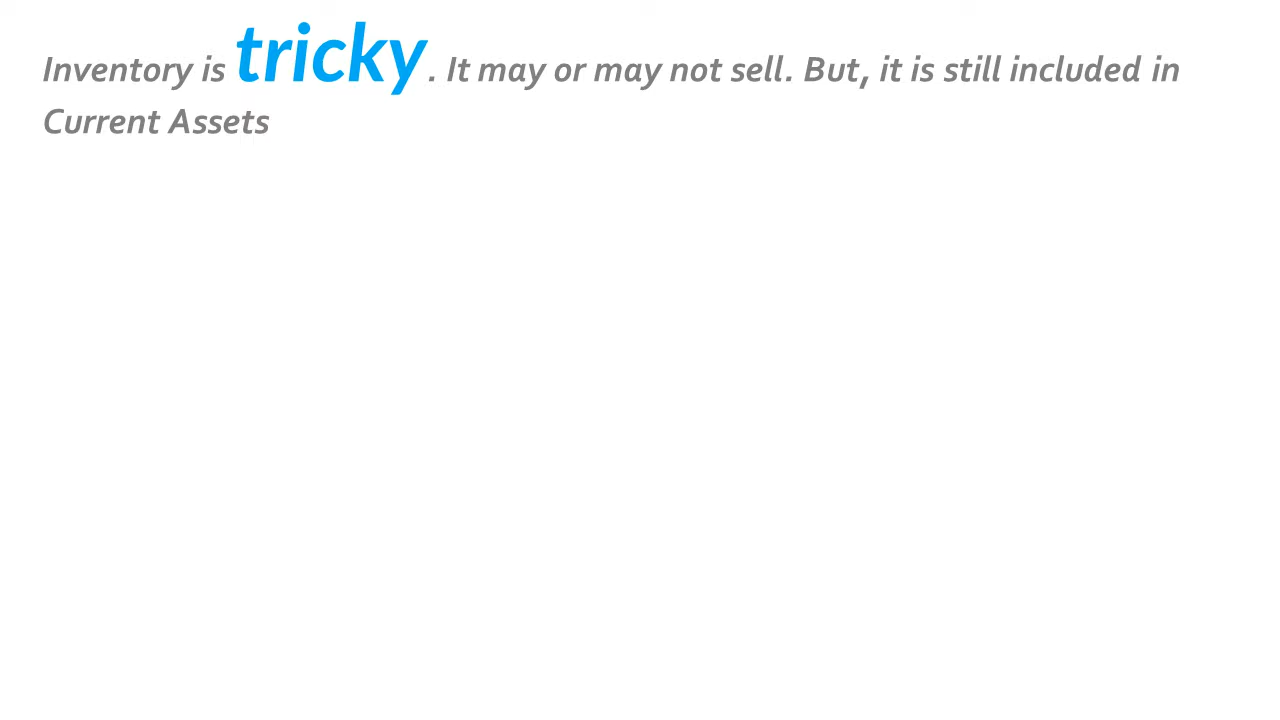 Inventory is tricky. It may or may not sell. But, it is still included in
Current Assets